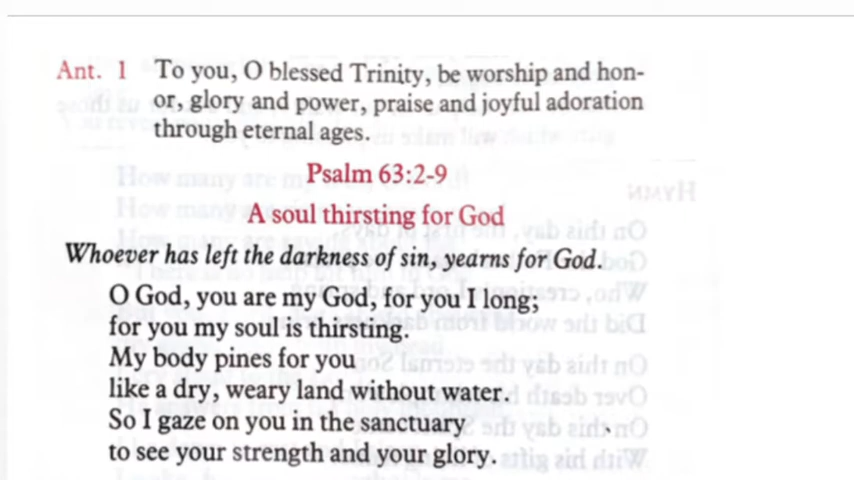 Ant. 1 To you, O blessed Trinity, be worship and hon-
or, glory and power, praise and joyful adoration
through eternal ages.
Psalm 63:2-9
A soul thirsting for God
Whoever has left the darkness of sin, yearns for God.
O God, you are my God, for you I long;
for you my soul is thirsting.
My body pines for you
like a dry, weary land without water.
So I gaze on you in the sanctuary
to see your strength and your glory.